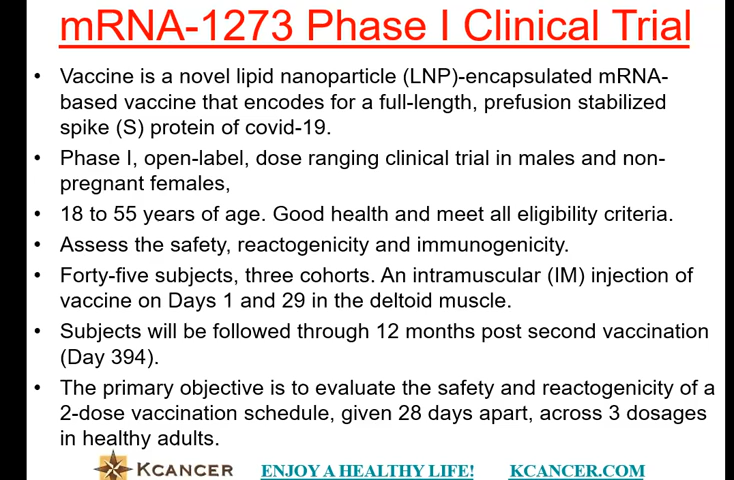 mRNA-1273 Phase I Clinical Trial
• Vaccine is a novel lipid nanoparticle (LNP)-encapsulated mRNA-
based vaccine that encodes for a full-length, prefusion stabilized
spike (S) protein of covid-19.
• Phase I, open-label, dose ranging clinical trial in males and non-
pregnant females,
• 18 to 55 years of age. Good health and meet all eligibility criteria.
• Assess the safety, reactogenicity and immunogenicity.
• Forty-five subjects, three cohorts. An intramuscular (IM) injection of
vaccine on Days 1 and 29 in the deltoid muscle.
• Subjects will be followed through 12 months post second vaccination
(Day 394).
• The primary objective is to evaluate the safety and reactogenicity of a
2-dose vaccination schedule, given 28 days apart, across 3 dosages
in healthy adults.
KCANCER ENJOY A HEALTHY LIFE! KCANCER.COM